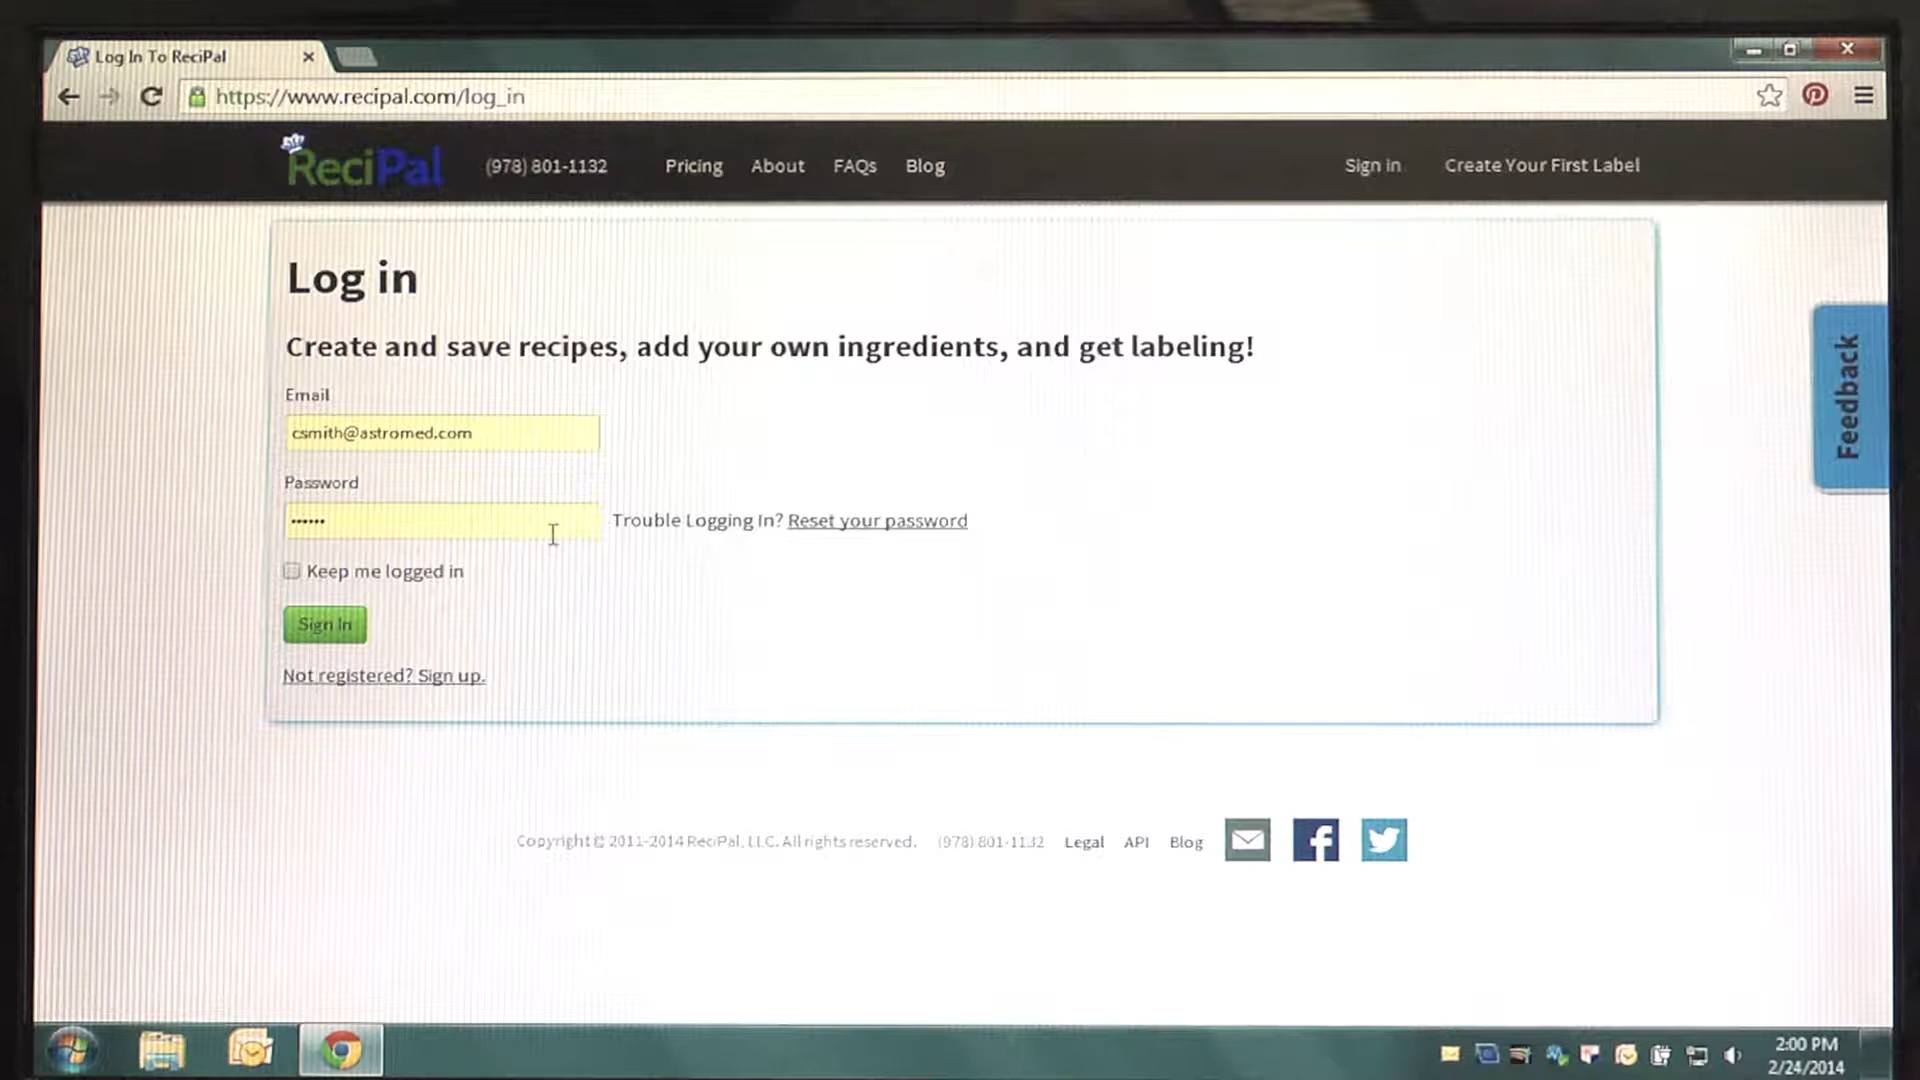 Log In To ReciPal
https://www.recipal.com/log_in
ReciPal (978) 801-1132 Pricing About FAQs Blog Sign in Create Your First Label
Log in
Create and save recipes, add your own ingredients, and get labeling!
Email
csmith@astromed.com
Password
••••••
Trouble Logging In? Reset your password
Keep me logged in
Sign In
Not registered? Sign up.
Feedback
Copyright © 2011-2014 ReciPal, LLC. All rights reserved. (978) 801-1132 Legal API Blog
2:00 PM
2/24/2014